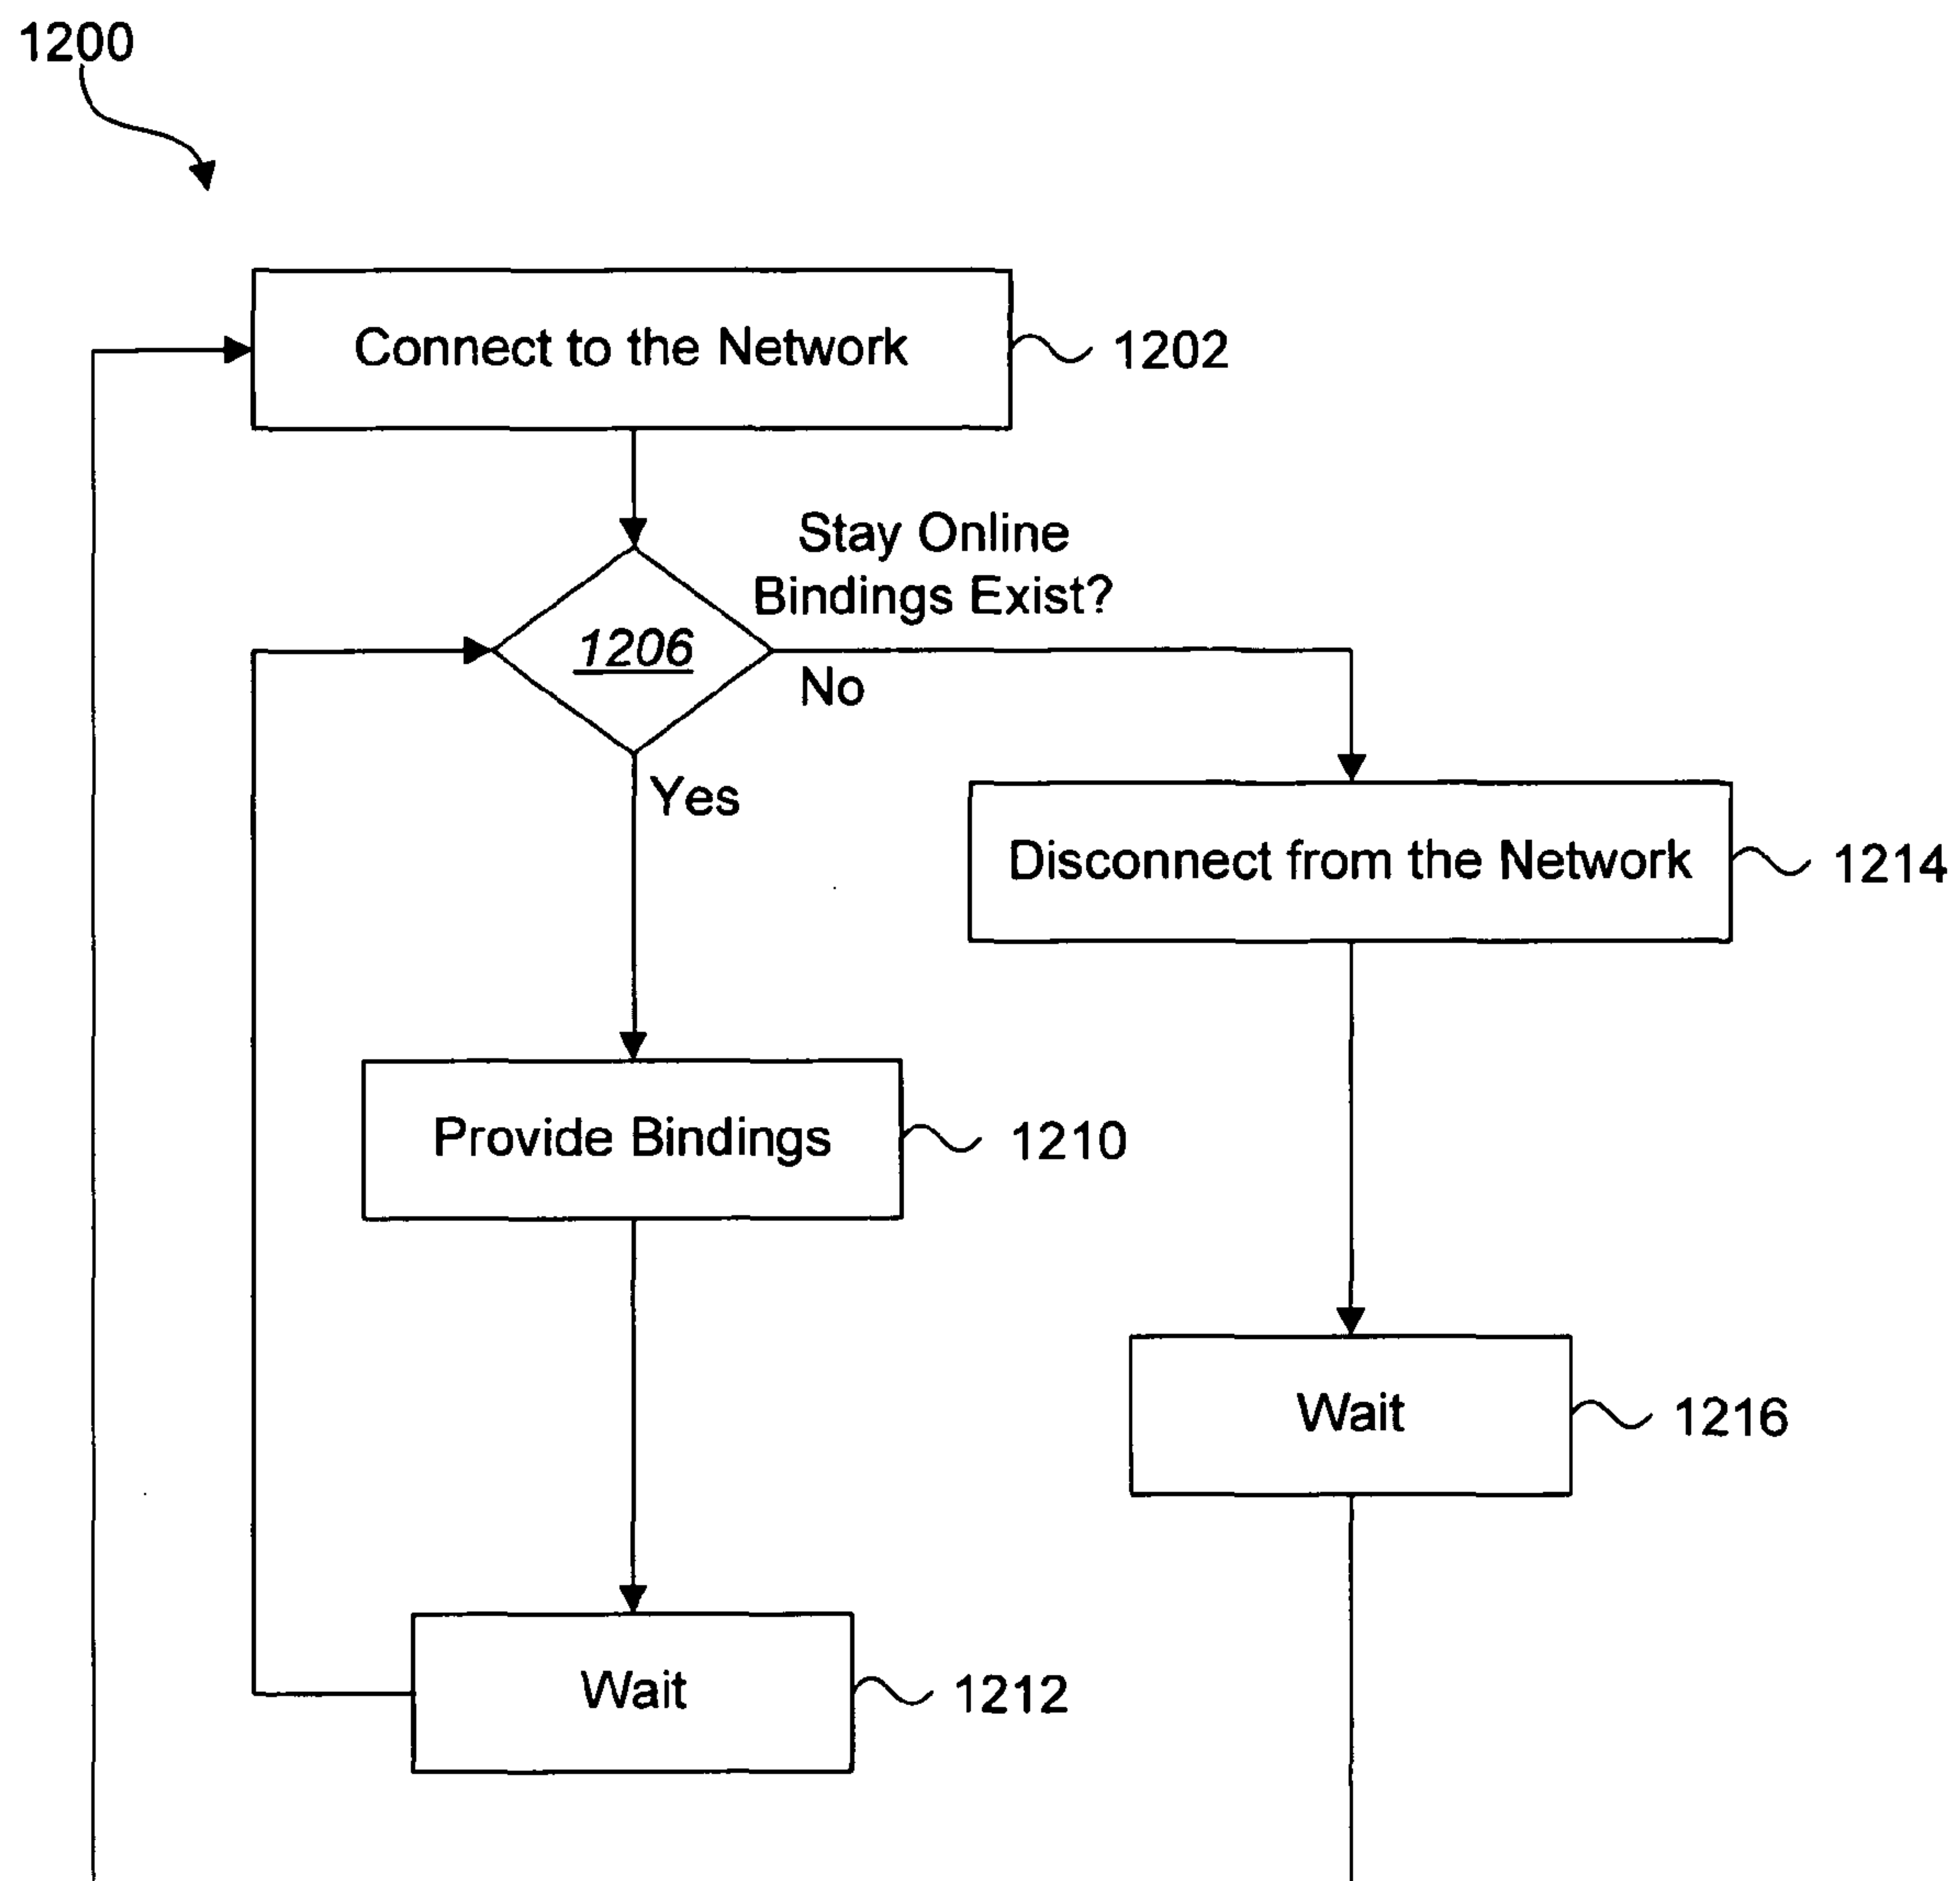 1200
Connect to the Network
1202
Stay Online
Bindings Exist?
1206
No
Yes
Disconnect from the Network
1214
Provide Bindings
1210
Wait
1216
Wait
1212